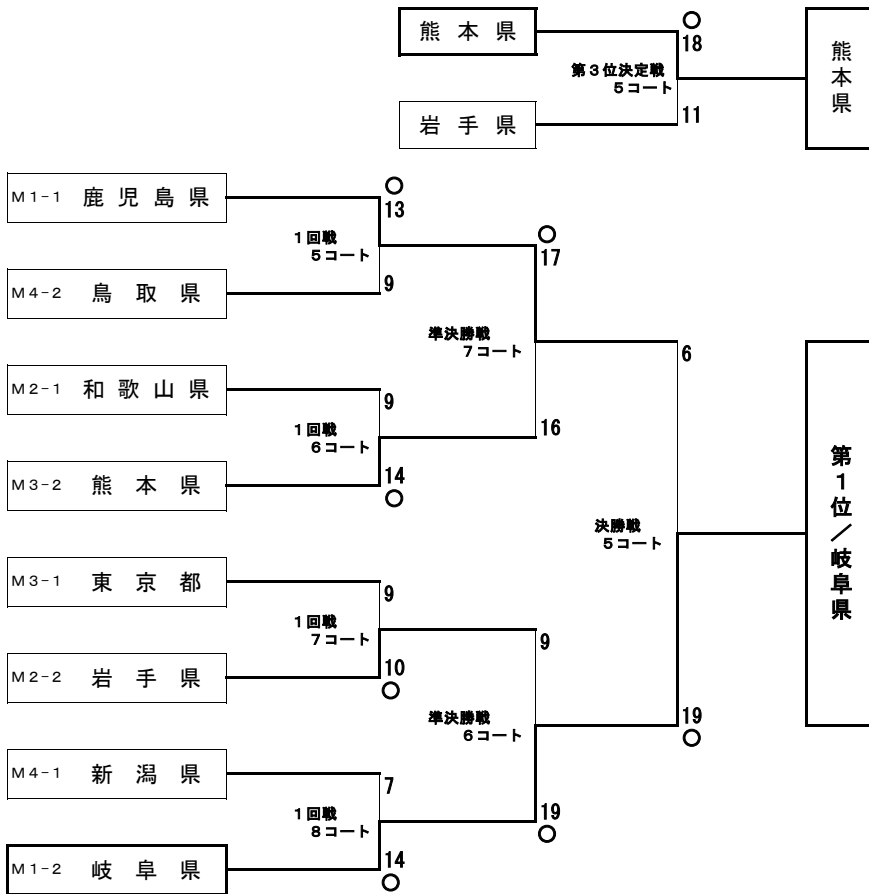 熊本県
18
第３位決定戦
５コート
熊本県
岩手県
11
M1-1 鹿児島県
13
１回戦
５コート
17
M4-2 鳥取県
9
準決勝戦
７コート
6
M2-1 和歌山県
9
１回戦
６コート
16
M3-2 熊本県
14
第１位／岐阜県
決勝戦
５コート
M3-1 東京都
9
１回戦
７コート
9
M2-2 岩手県
10
準決勝戦
６コート
19
M4-1 新潟県
7
１回戦
８コート
19
M1-2 岐阜県
14